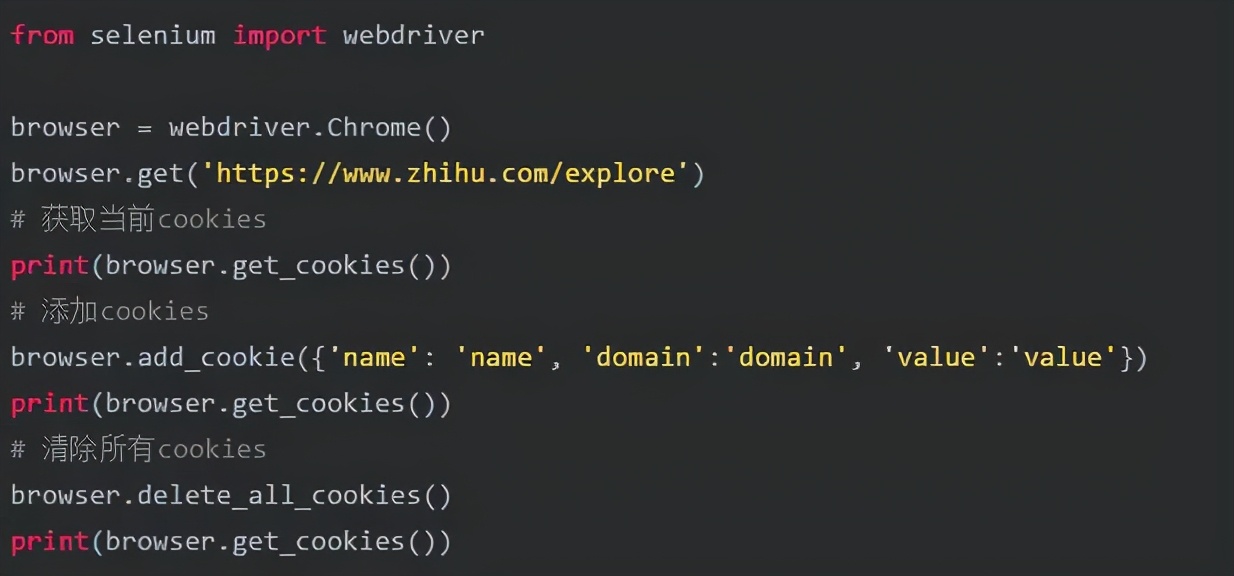 from selenium import webdriver
browser = webdriver.Chrome()
browser.get('https://www.zhihu.com/explore')
# 获取当前cookies
print(browser.get_cookies())
# 添加cookies
browser.add_cookie({'name': 'name', 'domain':'domain', 'value':'value'})
print(browser.get_cookies())
# 清除所有cookies
browser.delete_all_cookies()
print(browser.get_cookies())